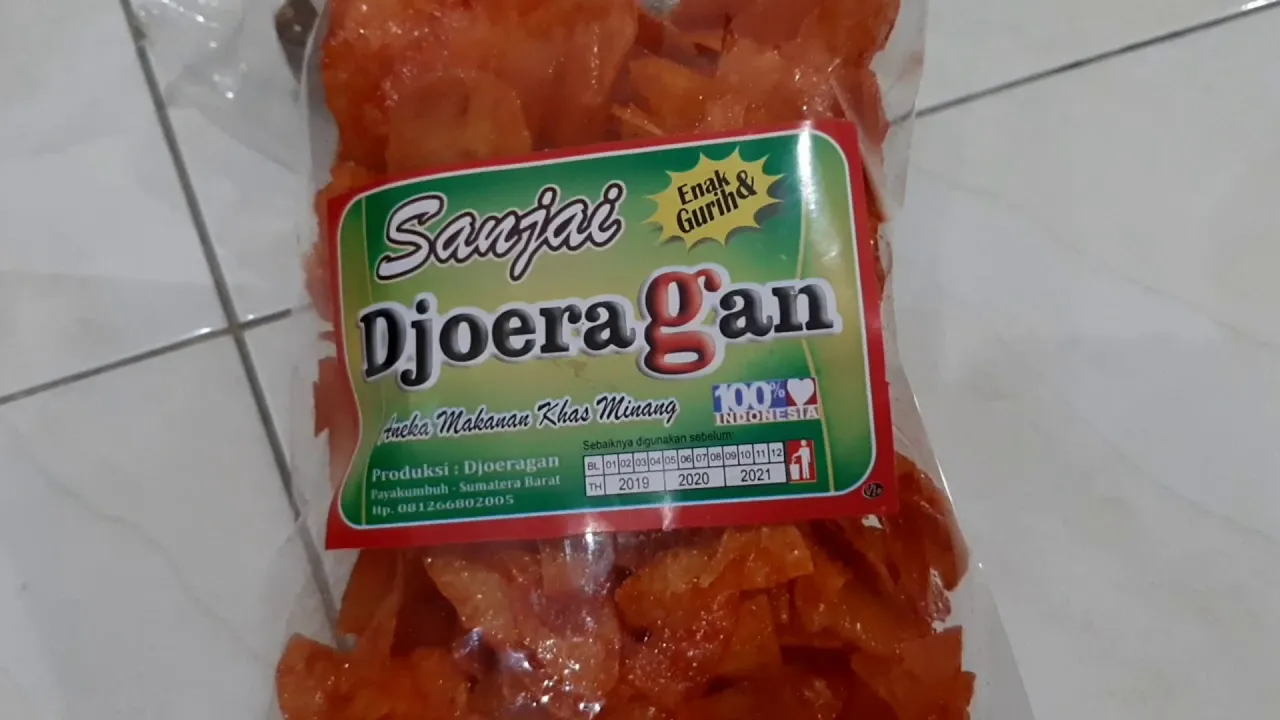 Sanjai
Enak
& Gurih
Djoeragan
Aneka Makanan Khas Minang
100%
INDONESIA
Sebaiknya digunakan sebelum:
BL 01 02 03 04 05 06 07 08 09 10 11 12
TH 2019 2020 2021
Produksi : Djoeragan
Payakumbuh - Sumatera Barat
Hp. 081266802005